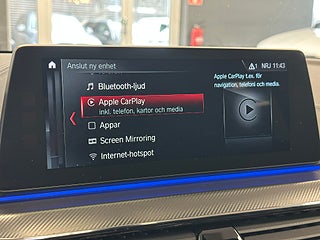 Anslut ny enhet
1 NRJ 11:43
Bluetooth-ljud
Apple CarPlay
inkl. telefon, kartor och media
Appar
Screen Mirroring
Internet-hotspot
Apple CarPlay t.ex. för
navigation, telefoni och media.